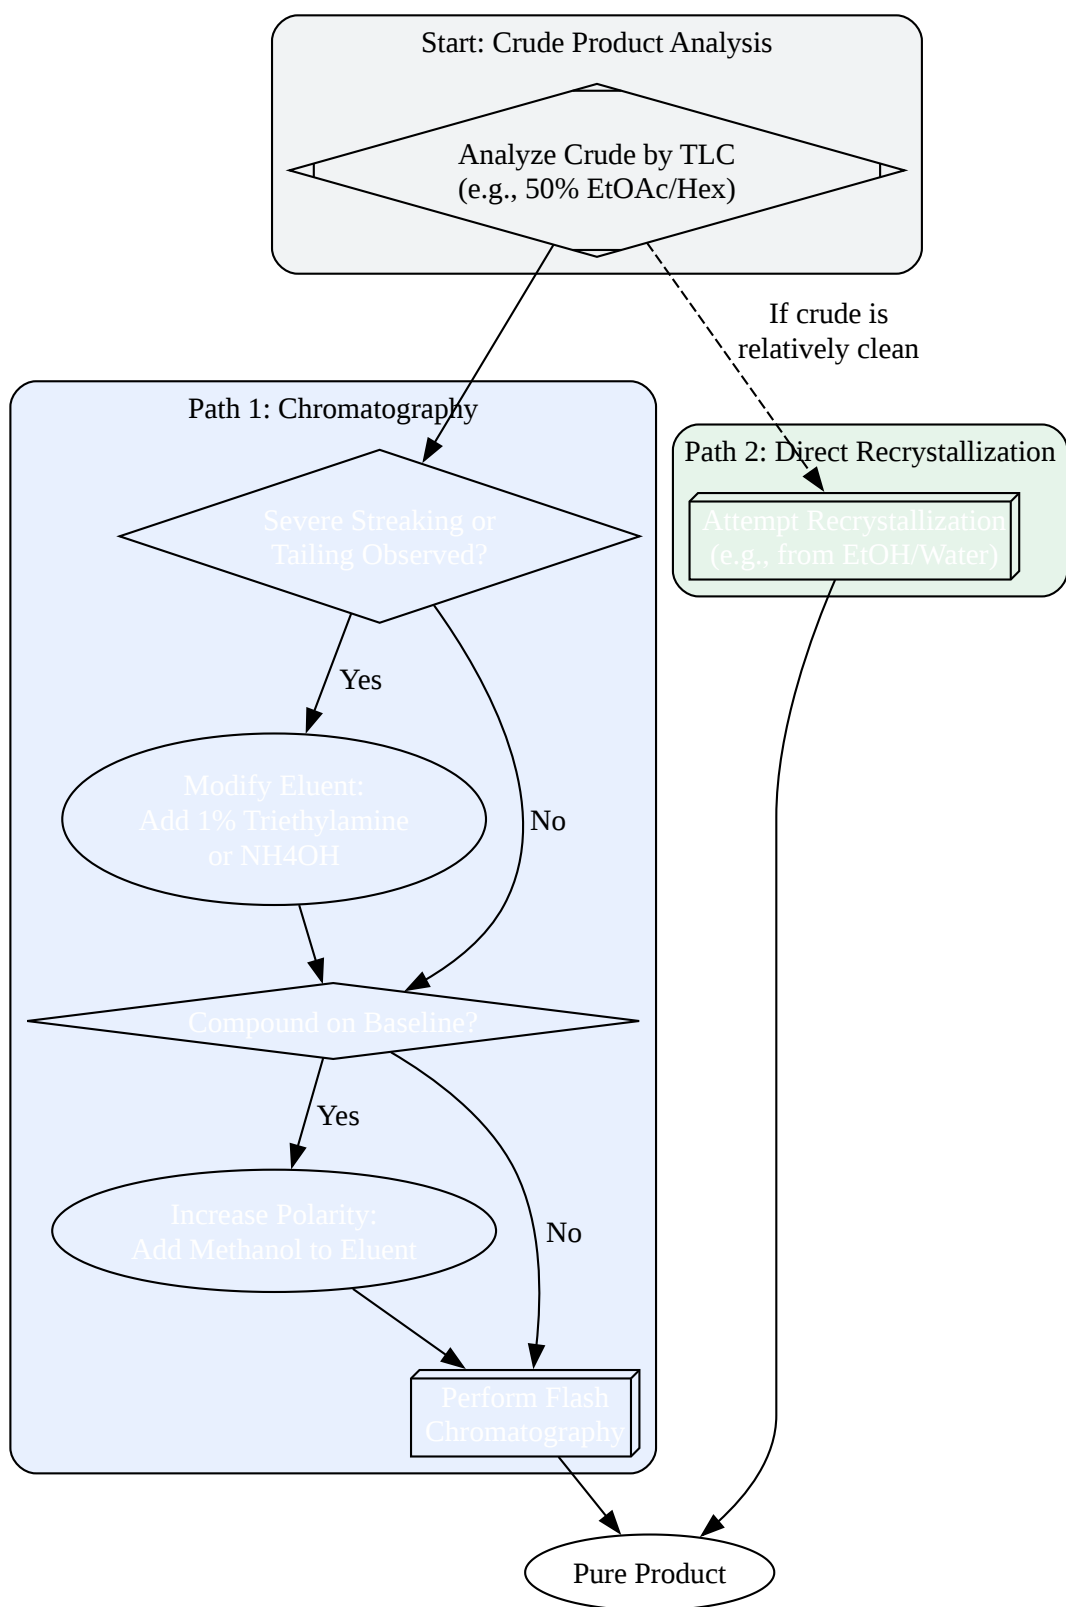 Start: Crude Product Analysis
Analyze Crude by TLC
(e.g., 50% EtOAc/Hex)
If crude is
relatively clean
Path 1: Chromatography
Path 2: Direct Recrystallization
Severe Streaking or
Tailing Observed?
Attempt Recrystallization
(e.g., from EtOH/Water)
Yes
Modify Eluent:
Add 1% Triethylamine
or NH4OH
No
Compound on Baseline?
Yes
Increase Polarity:
Add Methanol to Eluent
No
Perform Flash
Chromatography
Pure Product